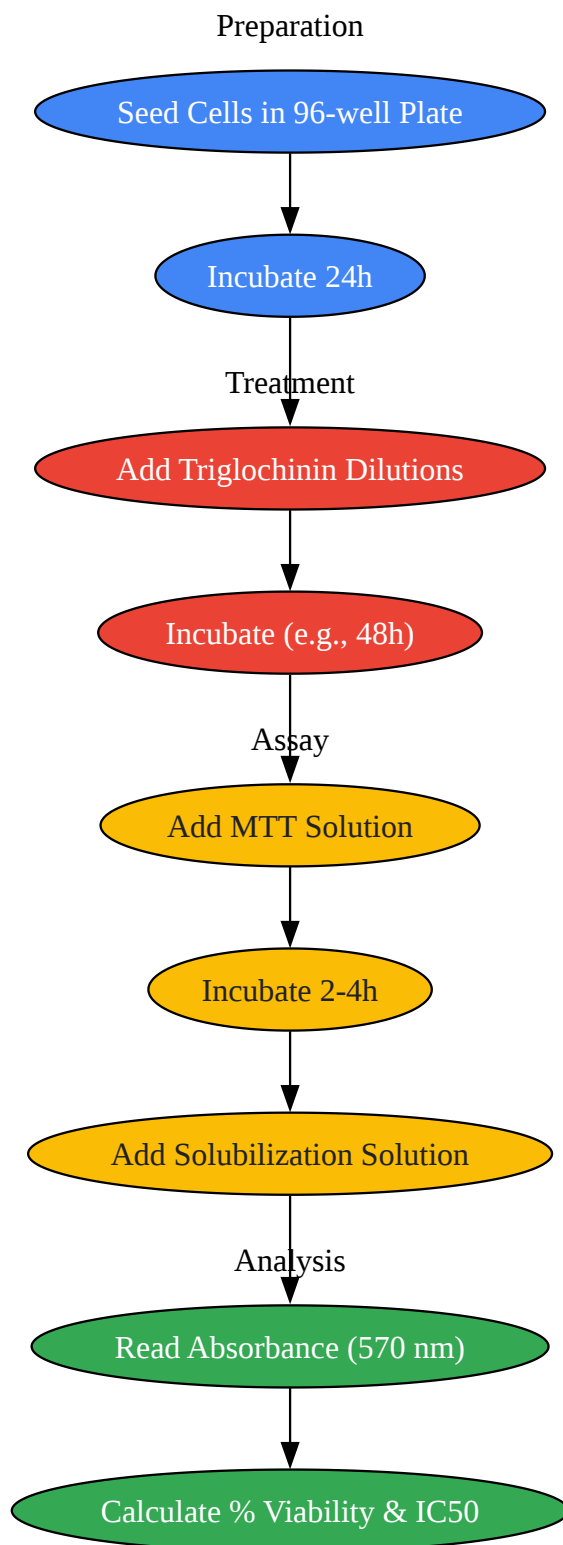 Preparation
Seed Cells in 96-well Plate
Incubate 24h
Treatment
Add Triglochinin Dilutions
Incubate (e.g., 48h)
Assay
Add MTT Solution
Incubate 2-4h
Add Solubilization Solution
Analysis
Read Absorbance (570 nm)
Calculate % Viability & IC50